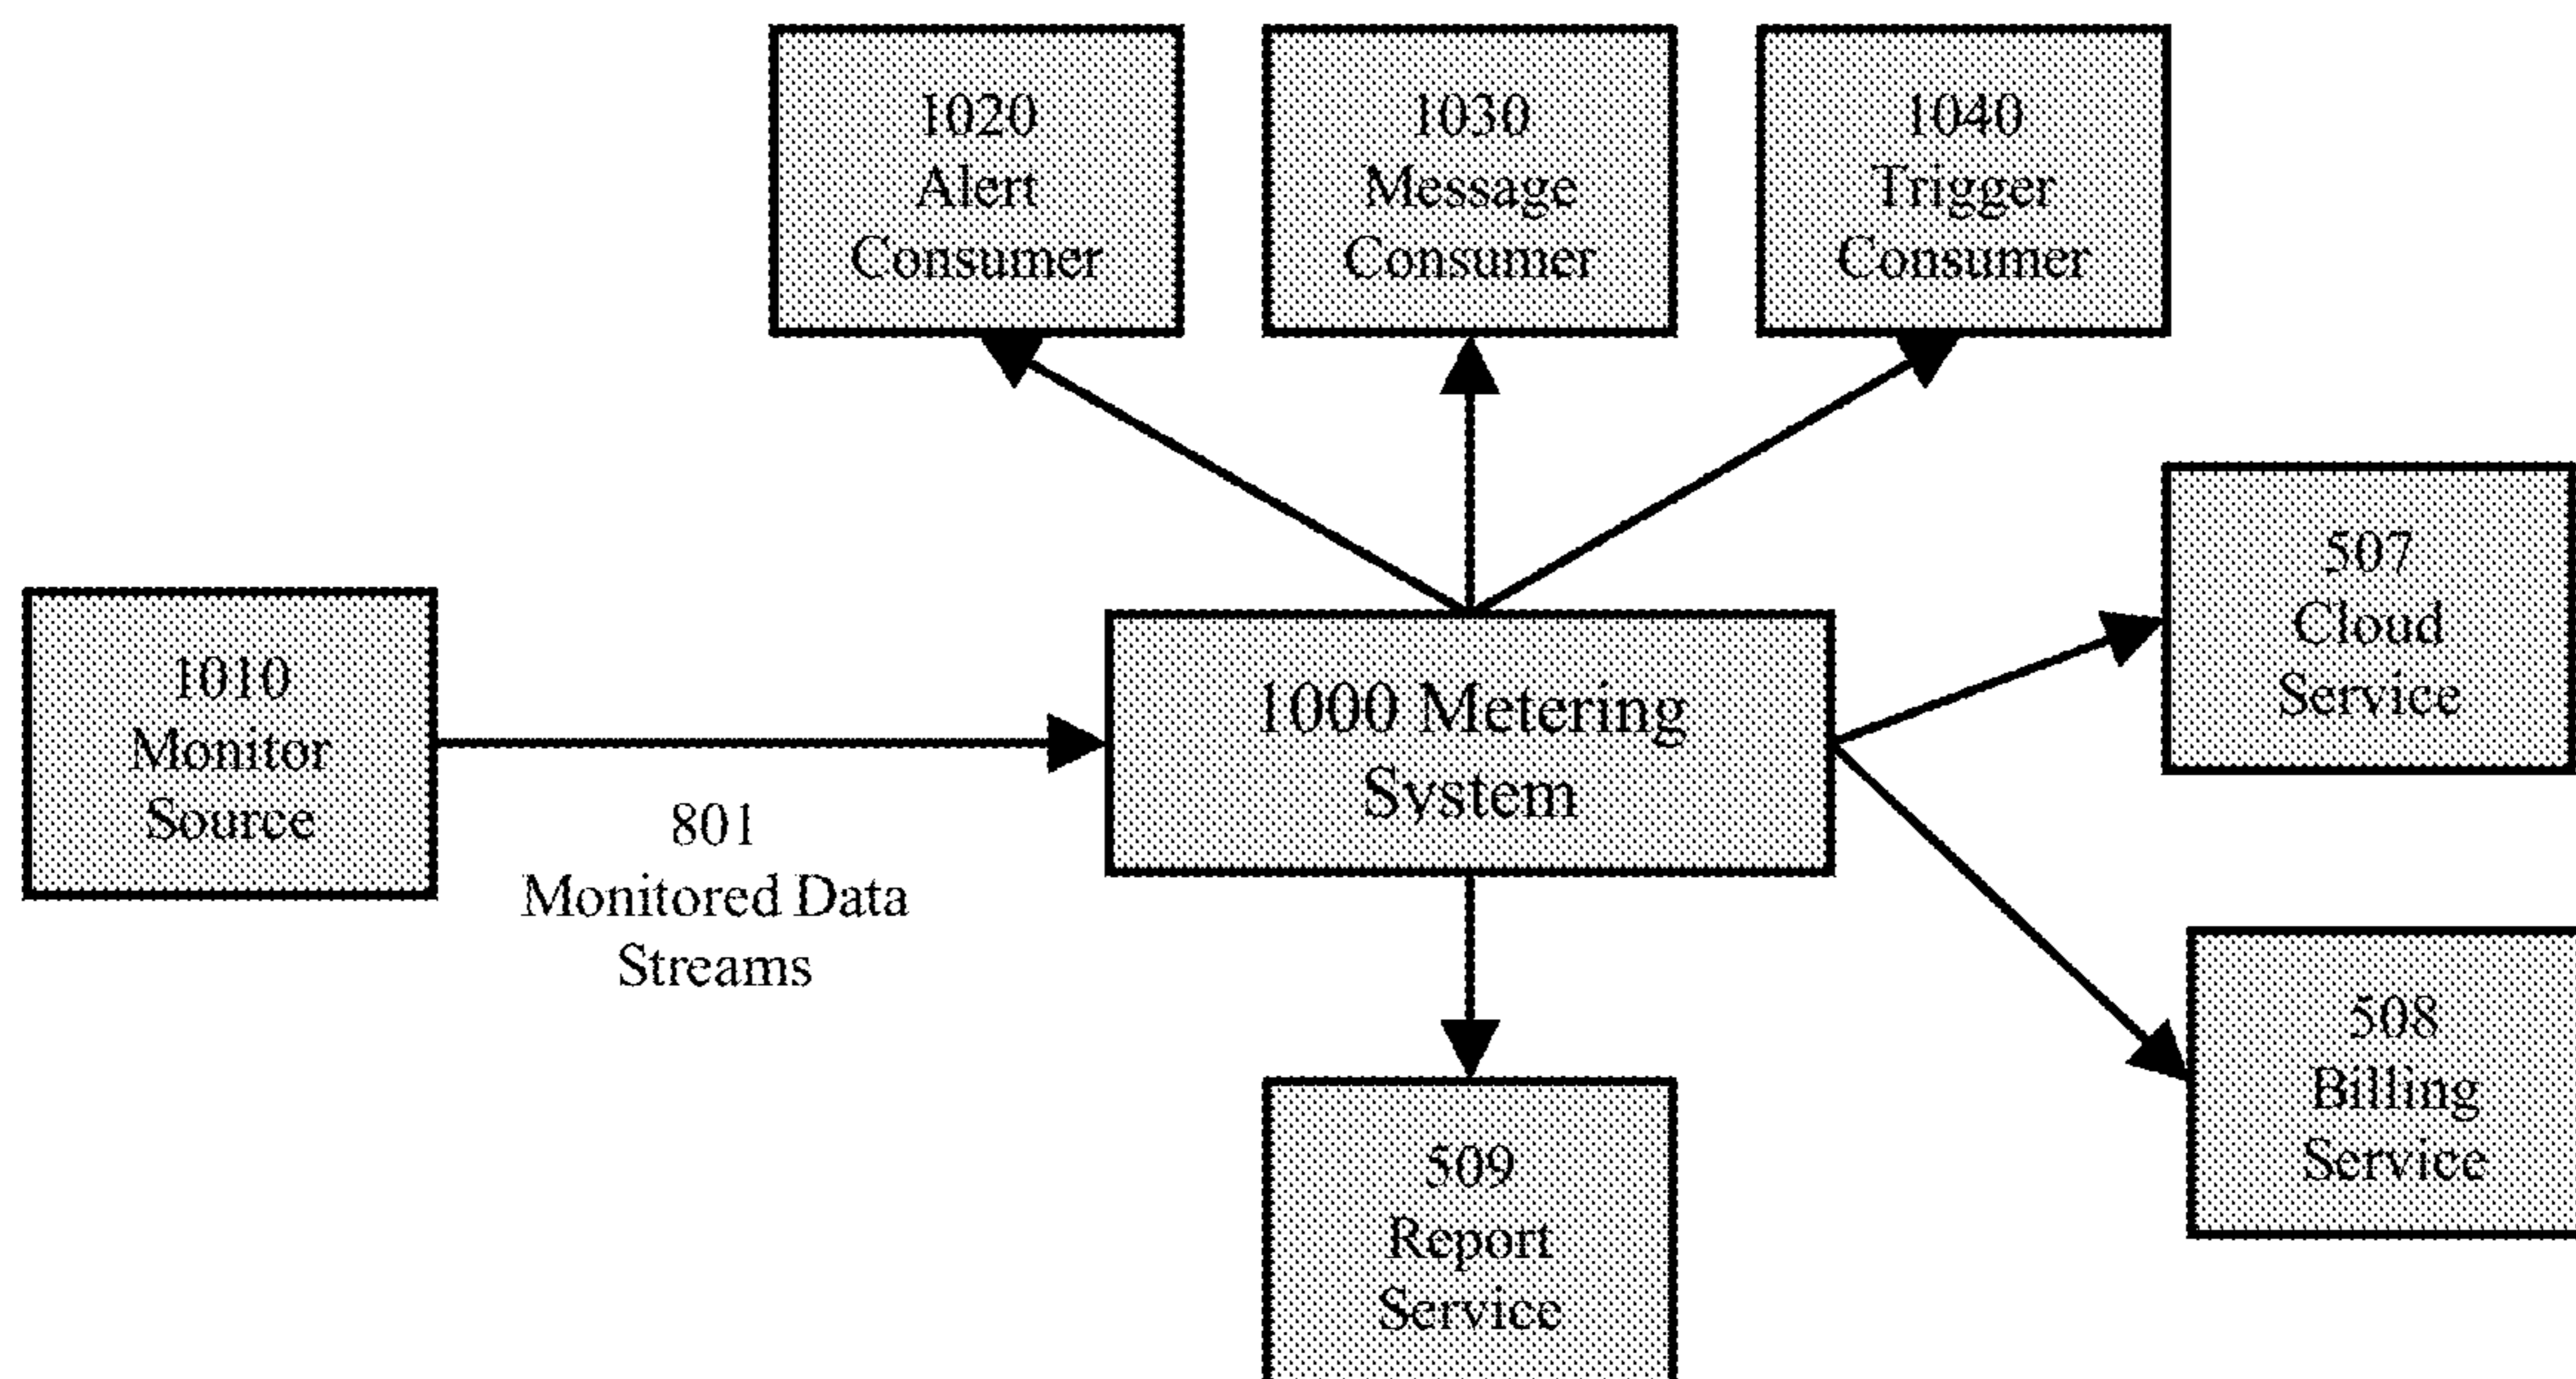 1020
Alert
Consumer
1030
Message
Consumer
1040
Trigger
Consumer
507
Cloud
Service
1010
Monitor
Source
1000 Metering
System
801
Monitored Data
Streams
508
Billing
Service
509
Report
Service